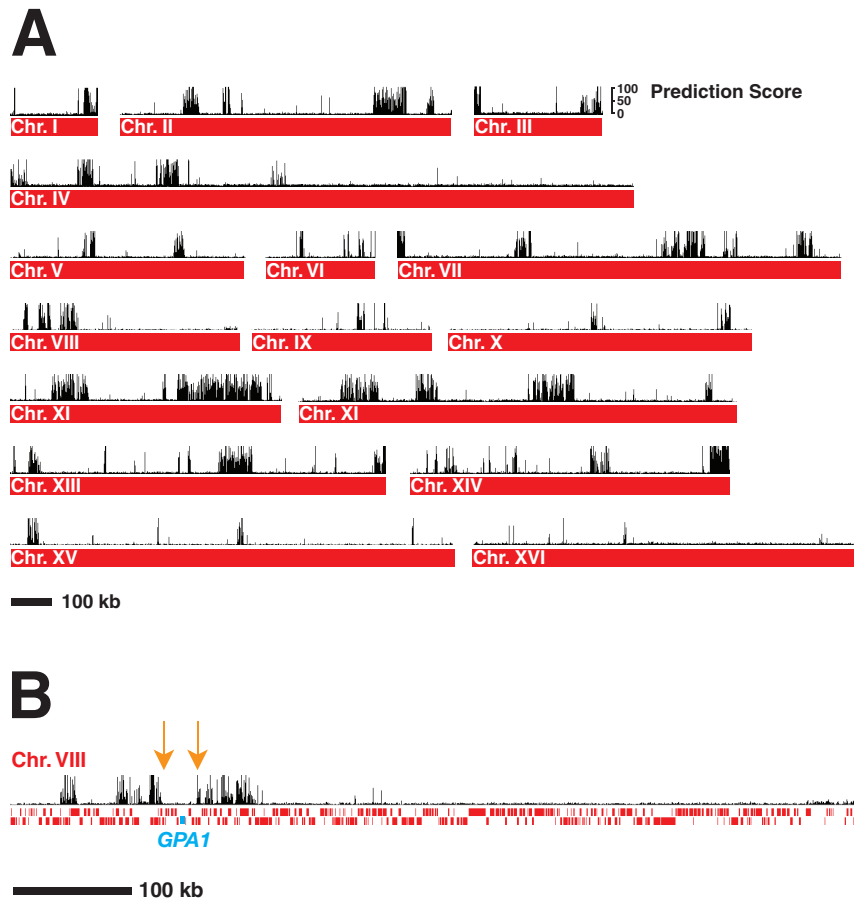 A
100
50
0
Prediction Score
Chr. I
Chr. II
Chr. III
Chr. IV
Chr. V
Chr. VI
Chr. VII
Chr. VIII
Chr. IX
Chr. X
Chr. XI
Chr. XI
Chr. XIII
Chr. XIV
Chr. XV
Chr. XVI
100 kb
B
Chr. VIII
GPA1
100 kb